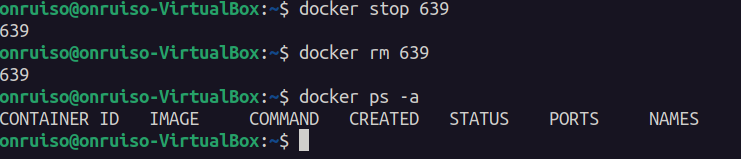 onruiso@onruiso-VirtualBox:~$ docker stop 639
639
onruiso@onruiso-VirtualBox:~$ docker rm 639
639
onruiso@onruiso-VirtualBox:~$ docker ps -a
CONTAINER ID   IMAGE     COMMAND   CREATED   STATUS    PORTS     NAMES
onruiso@onruiso-VirtualBox:~$